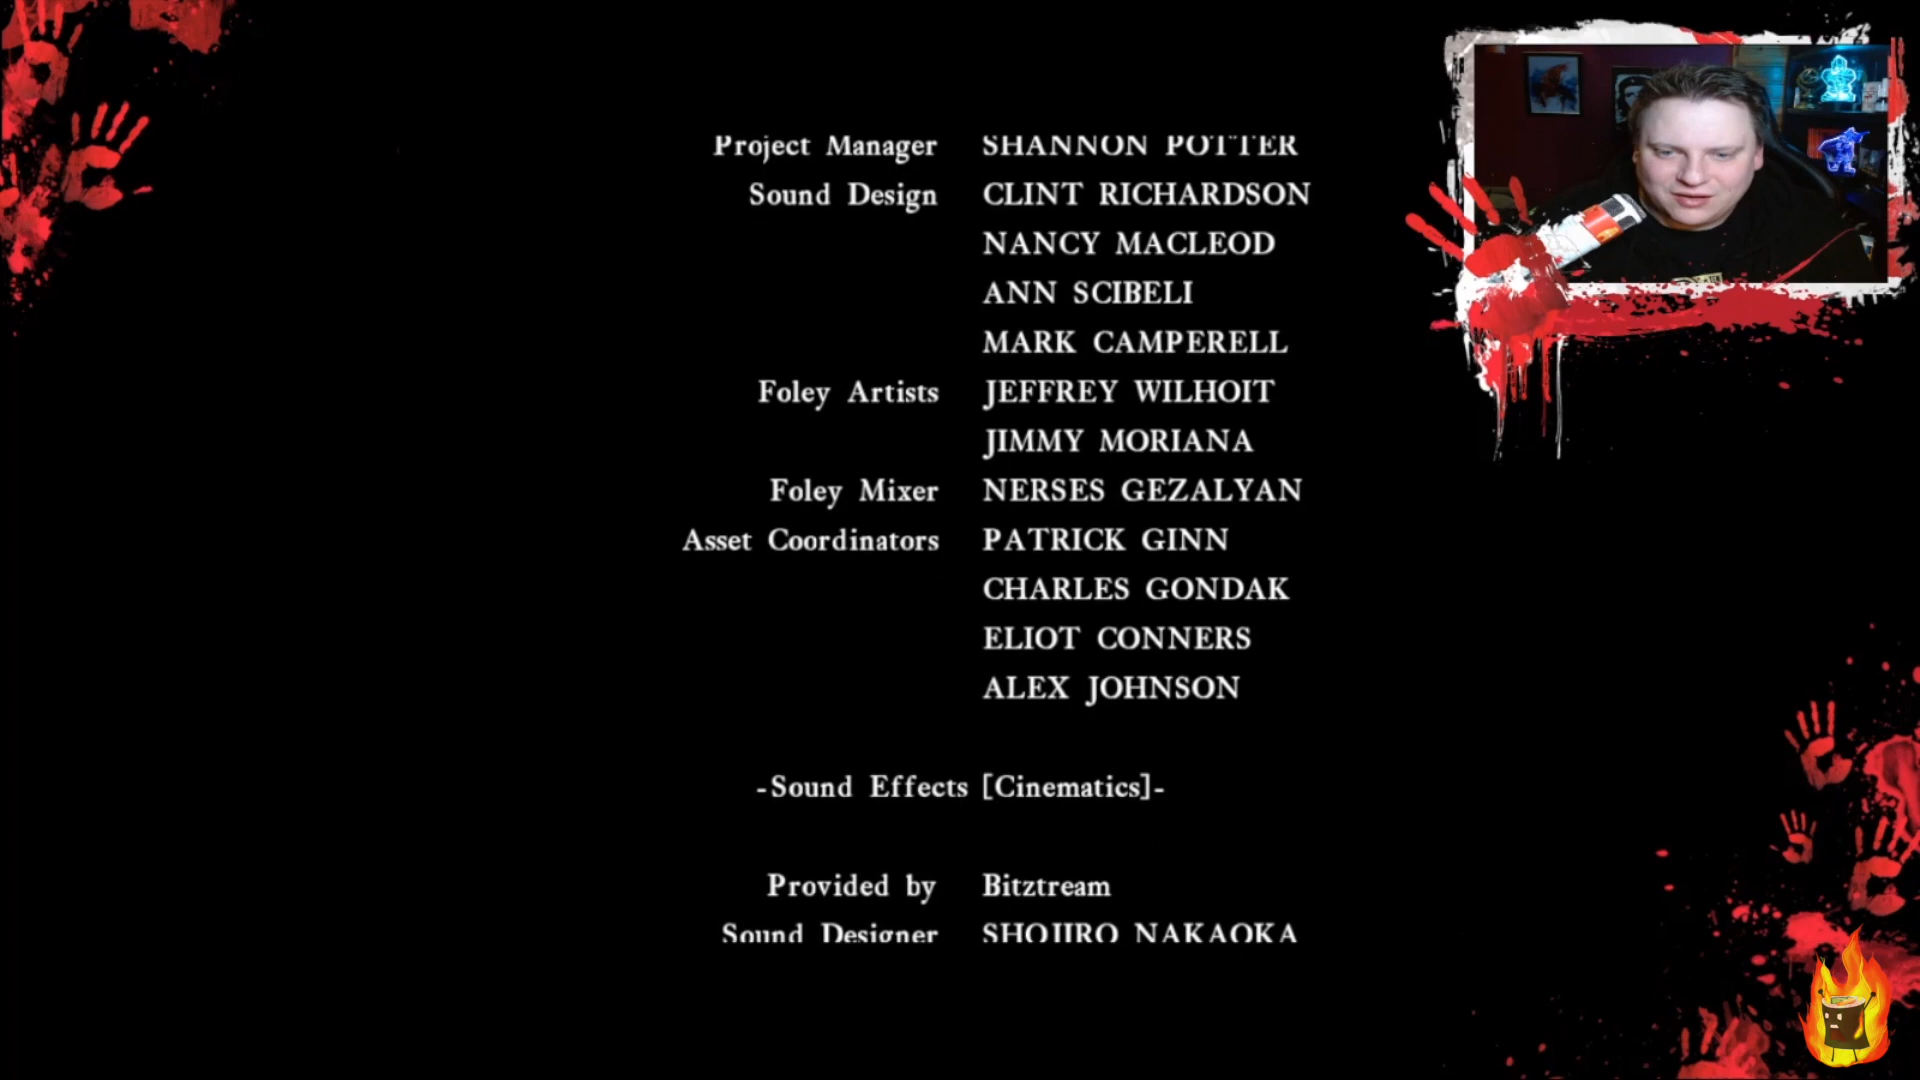 Project Manager SHANNON POTTER
Sound Design CLINT RICHARDSON
NANCY MACLEOD
ANN SCIBELI
MARK CAMPERELL
Foley Artists JEFFREY WILHOIT
JIMMY MORIANA
Foley Mixer NERSES GEZALYAN
Asset Coordinators PATRICK GINN
CHARLES GONDAK
ELIOT CONNERS
ALEX JOHNSON
-Sound Effects [Cinematics]-
Provided by Bitztream
Sound Designer SHOJIRO NAKAOKA